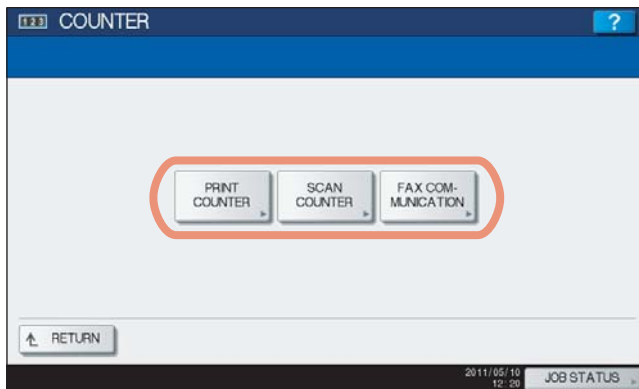 123 COUNTER ?
PRINT
COUNTER
SCAN
COUNTER
FAX COM-
MUNICATION
RETURN
2011/05/10
12:20
JOB STATUS